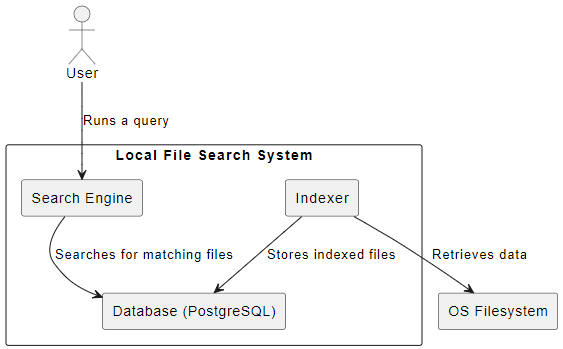 User
Runs a query
Local File Search System
Search Engine
Indexer
Searches for matching files
Stores indexed files
Retrieves data
Database (PostgreSQL)
OS Filesystem